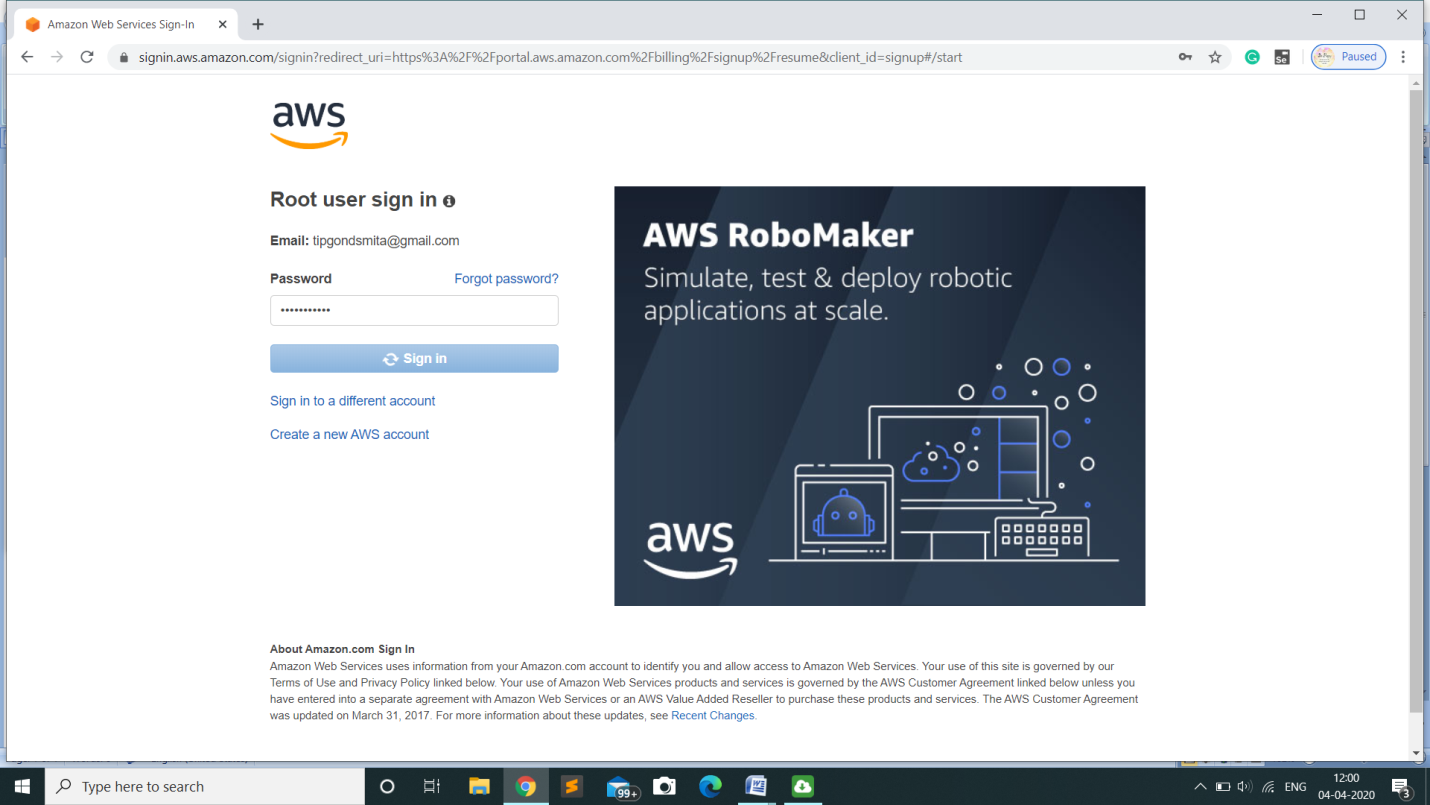 Amazon Web Services Sign-In
signin.aws.amazon.com/signin?redirect_uri=https%3A%2F%2Fportal.aws.amazon.com%2Fbilling%2Fsignup%2Fresume&client_id=signup#/start
Se
Paused
aws
Root user sign in
Email: tipgondsmita@gmail.com
Password
Forgot password?
Sign in
Sign in to a different account
Create a new AWS account
AWS RoboMaker
Simulate, test & deploy robotic
applications at scale.
aws
About Amazon.com Sign In
Amazon Web Services uses information from your Amazon.com account to identify you and allow access to Amazon Web Services. Your use of this site is governed by our
Terms of Use and Privacy Policy linked below. Your use of Amazon Web Services products and services is governed by the AWS Customer Agreement linked below unless you
have entered into a separate agreement with Amazon Web Services or an AWS Value Added Reseller to purchase these products and services. The AWS Customer Agreement
was updated on March 31, 2017. For more information about these updates, see Recent Changes.
Type here to search
99+
ENG
12:00
04-04-2020
3